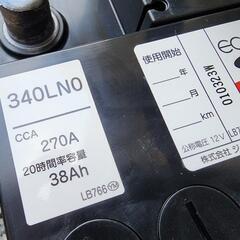 340LN0
CCA
270A
20時間率容量
38Ah
LB766
使用開始
年
月
日
km
公称電圧 12V
株式会社
010323W